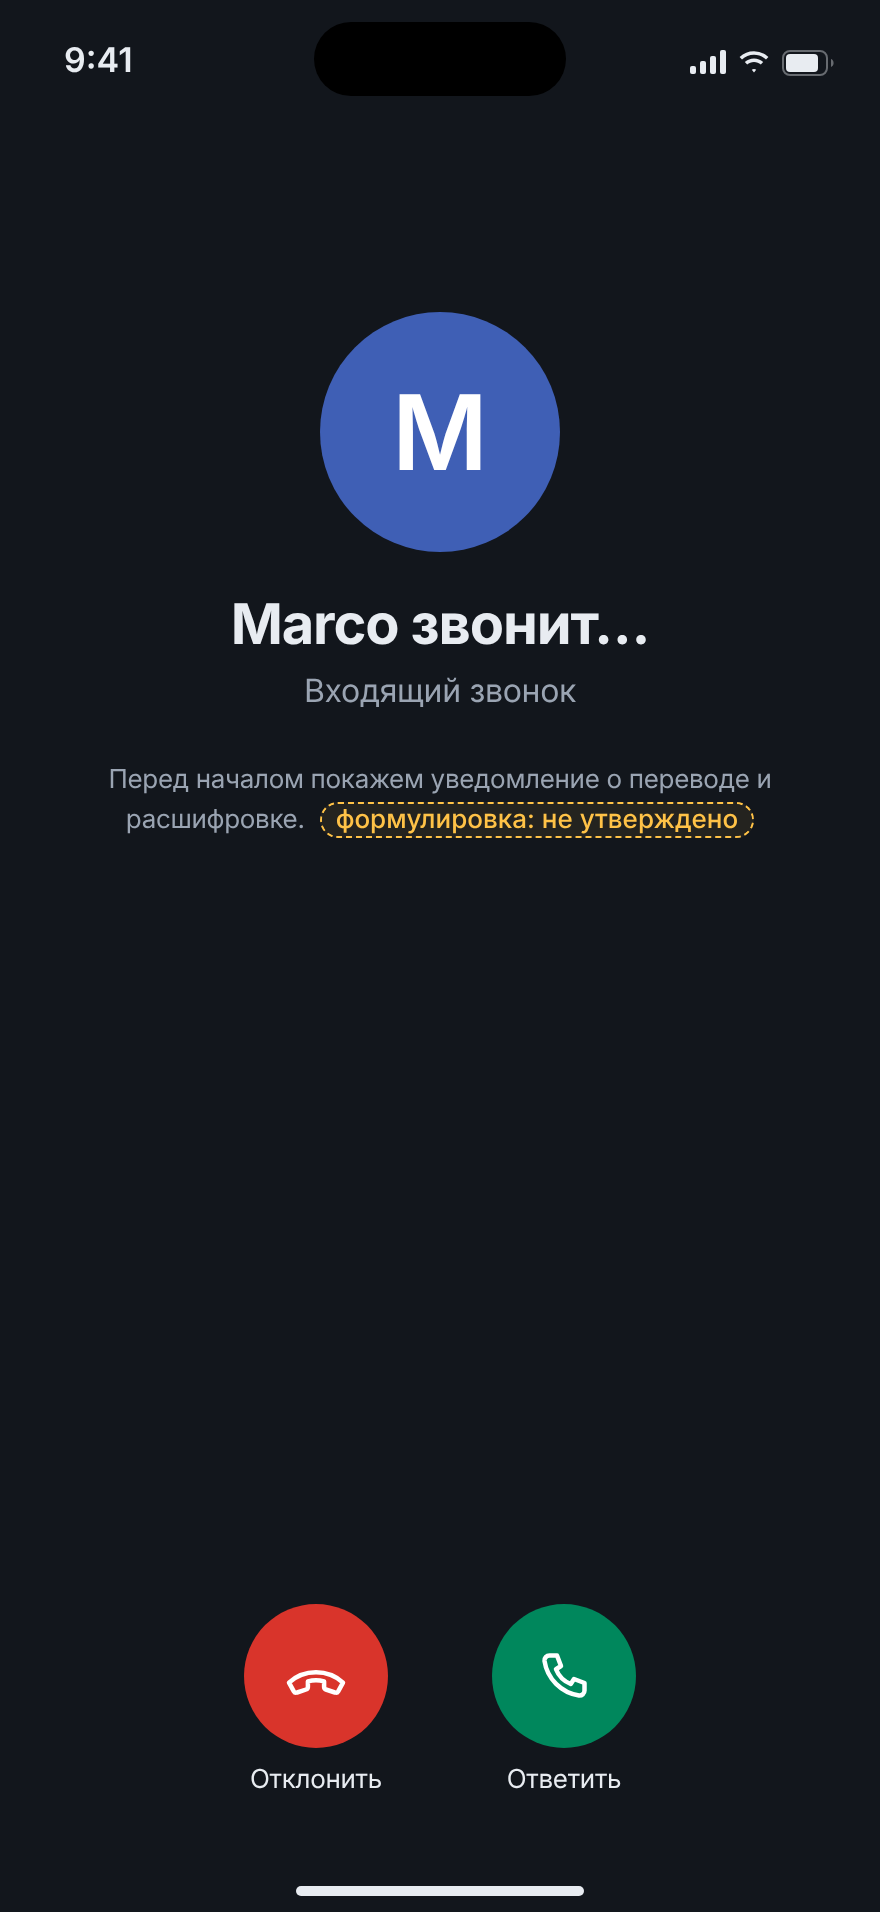 9:41
M
Marco звонит...
Входящий звонок
Перед началом покажем уведомление о переводе и
расшифровке. формулировка: не утверждено
Отклонить
Ответить